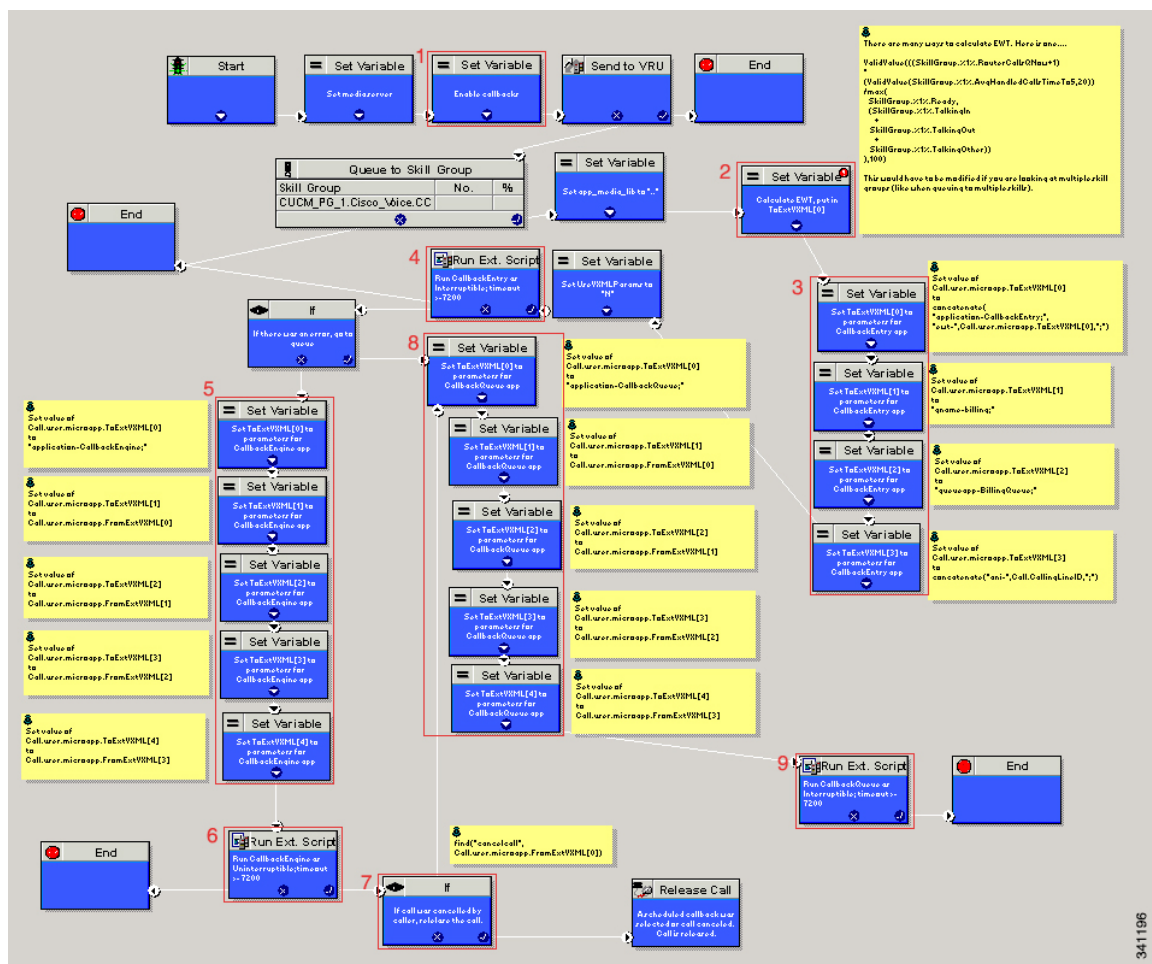 1
Start
Set Variable
Set mediaserver
Set Variable
Enable callbacks
Send to VRU
End
There are many ways to calculate EWT. Here is one....
ValidValue(((SkillGroup.%1%.RouterCallsQNow+1)
*
(ValidValue(SkillGroup.%1%.AvgHandledCallsTimeTo5,20))
/max(
SkillGroup.%1%.Ready,
(SkillGroup.%1%.TalkingIn
+
SkillGroup.%1%.TalkingOut
+
SkillGroup.%1%.TalkingOther))
),100)
This would have to be modified if you are looking at multiple skill
groups (like when queuing to multiple skills).
Queue to Skill Group
Skill Group No. %
CUCM_PG_1.Cisco_Voice.CC
Set Variable
Set app_media_lib to ".."
2
Set Variable
Calculate EWT, put in
ToExtVXML[0]
End
4
Run Ext. Script
Run CallbackEntry as
Interruptible; timeout
>=7200
Set Variable
Set UseVXMLParams to
"N"
If
If there was an error, go to
queue
3
Set Variable
Set ToExtVXML[0] to
parameters for
CallbackEntry app
Set value of
Call.user.microapp.ToExtVXML[0]
to
concatenate(
"application=CallbackEntry;",
"ewt=",Call.user.microapp.ToExtVXML[0],";")
Set Variable
Set ToExtVXML[1] to
parameters for
CallbackEntry app
Set value of
Call.user.microapp.ToExtVXML[1]
to
"qname=billing;"
Set Variable
Set ToExtVXML[2] to
parameters for
CallbackEntry app
Set value of
Call.user.microapp.ToExtVXML[2]
to
"queueapp=BillingQueue;"
Set Variable
Set ToExtVXML[3] to
parameters for
CallbackEntry app
Set value of
Call.user.microapp.ToExtVXML[3]
to
concatenate("ani=",Call.CallingLineID,";")
8
Set Variable
Set ToExtVXML[0] to
parameters for
CallbackQueue app
Set value of
Call.user.microapp.ToExtVXML[0]
to
"application=CallbackQueue;"
Set Variable
Set ToExtVXML[1] to
parameters for
CallbackQueue app
Set value of
Call.user.microapp.ToExtVXML[1]
to
Call.user.microapp.FromExtVXML[0]
Set Variable
Set ToExtVXML[2] to
parameters for
CallbackQueue app
Set value of
Call.user.microapp.ToExtVXML[2]
to
Call.user.microapp.FromExtVXML[1]
Set Variable
Set ToExtVXML[3] to
parameters for
CallbackQueue app
Set value of
Call.user.microapp.ToExtVXML[3]
to
Call.user.microapp.FromExtVXML[2]
Set Variable
Set ToExtVXML[4] to
parameters for
CallbackQueue app
Set value of
Call.user.microapp.ToExtVXML[4]
to
Call.user.microapp.FromExtVXML[3]
5
Set value of
Call.user.microapp.ToExtVXML[0]
to
"application=CallbackEngine;"
Set Variable
Set ToExtVXML[0] to
parameters for
CallbackEngine app
Set value of
Call.user.microapp.ToExtVXML[1]
to
Call.user.microapp.FromExtVXML[0]
Set Variable
Set ToExtVXML[1] to
parameters for
CallbackEngine app
Set value of
Call.user.microapp.ToExtVXML[2]
to
Call.user.microapp.FromExtVXML[1]
Set Variable
Set ToExtVXML[2] to
parameters for
CallbackEngine app
Set value of
Call.user.microapp.ToExtVXML[3]
to
Call.user.microapp.FromExtVXML[2]
Set Variable
Set ToExtVXML[3] to
parameters for
CallbackEngine app
Set value of
Call.user.microapp.ToExtVXML[4]
to
Call.user.microapp.FromExtVXML[3]
Set Variable
Set ToExtVXML[4] to
parameters for
CallbackEngine app
9
Run Ext. Script
Run CallbackQueue as
Interruptible; timeout >=
7200
End
6
End
Run Ext. Script
Run CallbackEngine as
Uninterruptible; timeout
>=7200
find("cancelcall",
Call.user.microapp.FromExtVXML[0])
7
If
If call was cancelled by
caller, release the call.
Release Call
A scheduled callback was
selected or call canceled.
Call is released.
341196